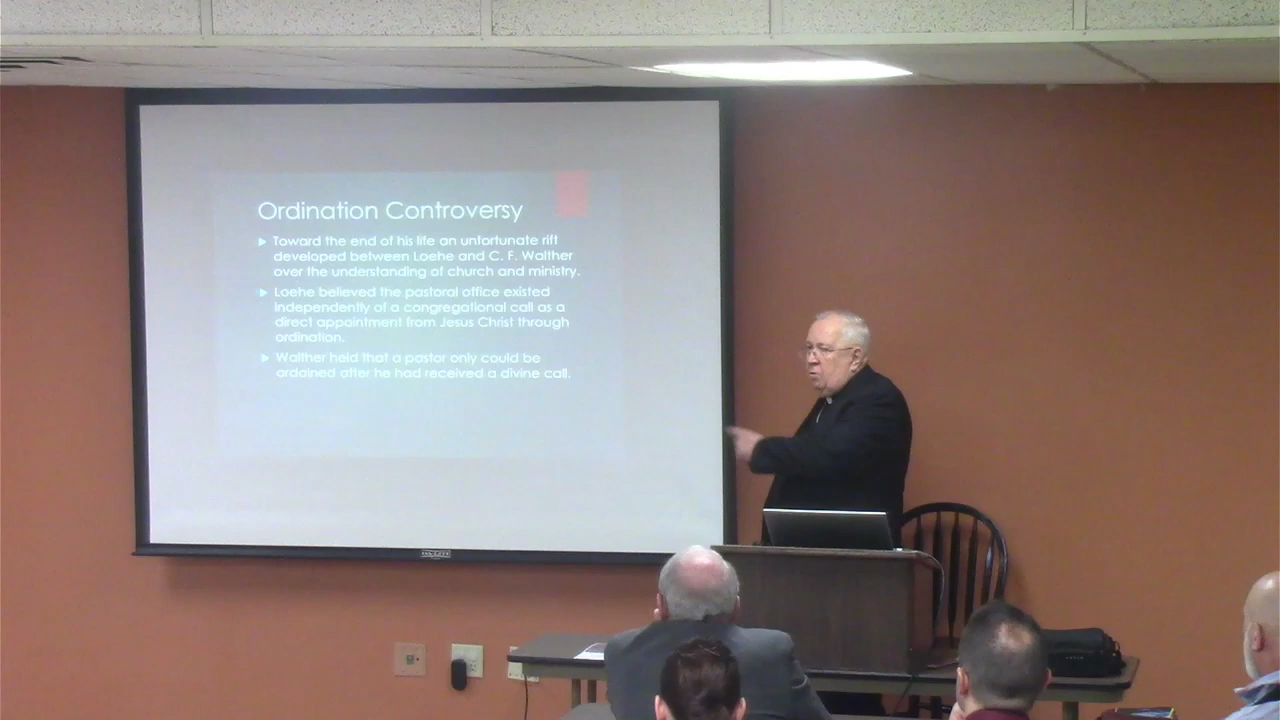 Ordination Controversy
Toward the end of his life an unfortunate rift
developed between Loehe and C. F. Walther
over the understanding of church and ministry.
Loehe believed the pastoral office existed
independently of a congregational call as a
direct appointment from Jesus Christ through
ordination.
Walther held that a pastor only could be
ordained after he had received a divine call.